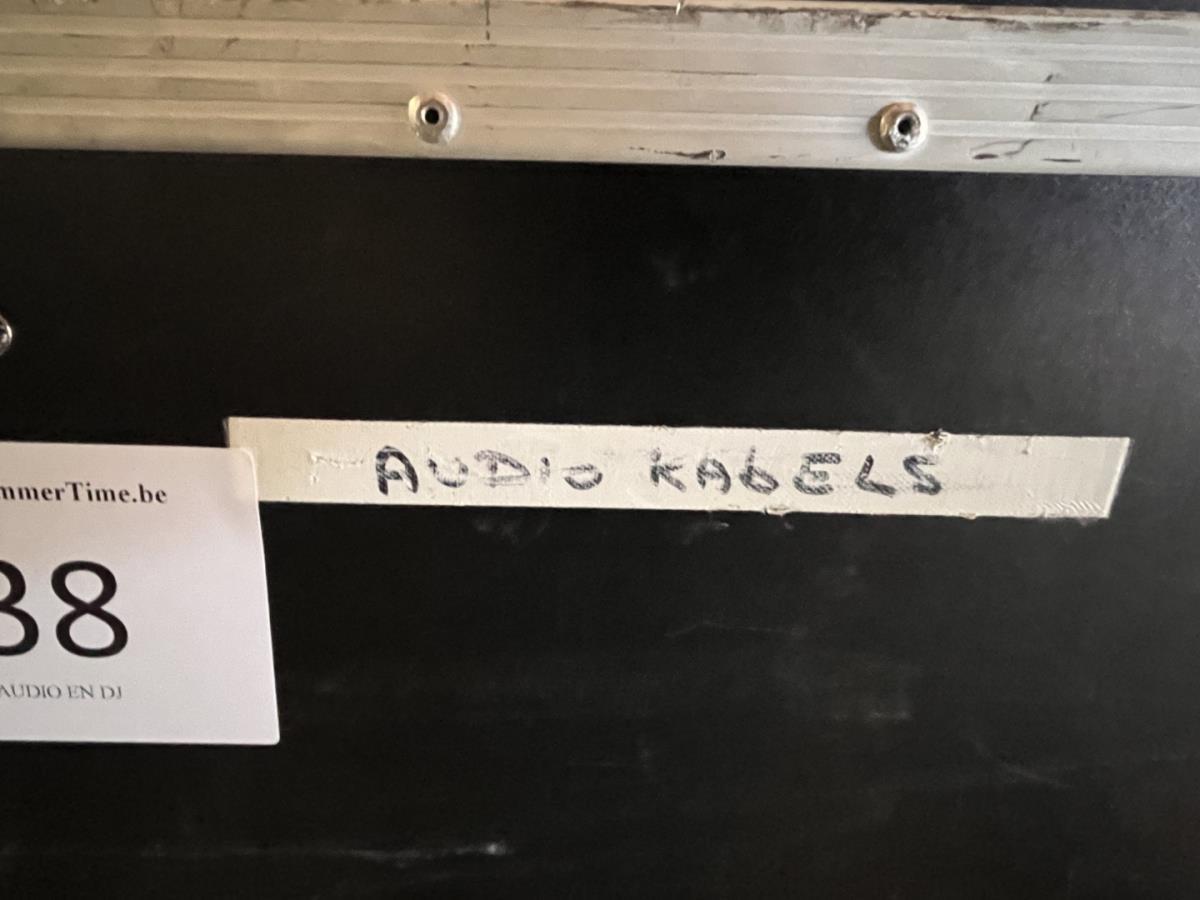 AUDIO KABELS
mmerTime.be
38
AUDIO EN DJ